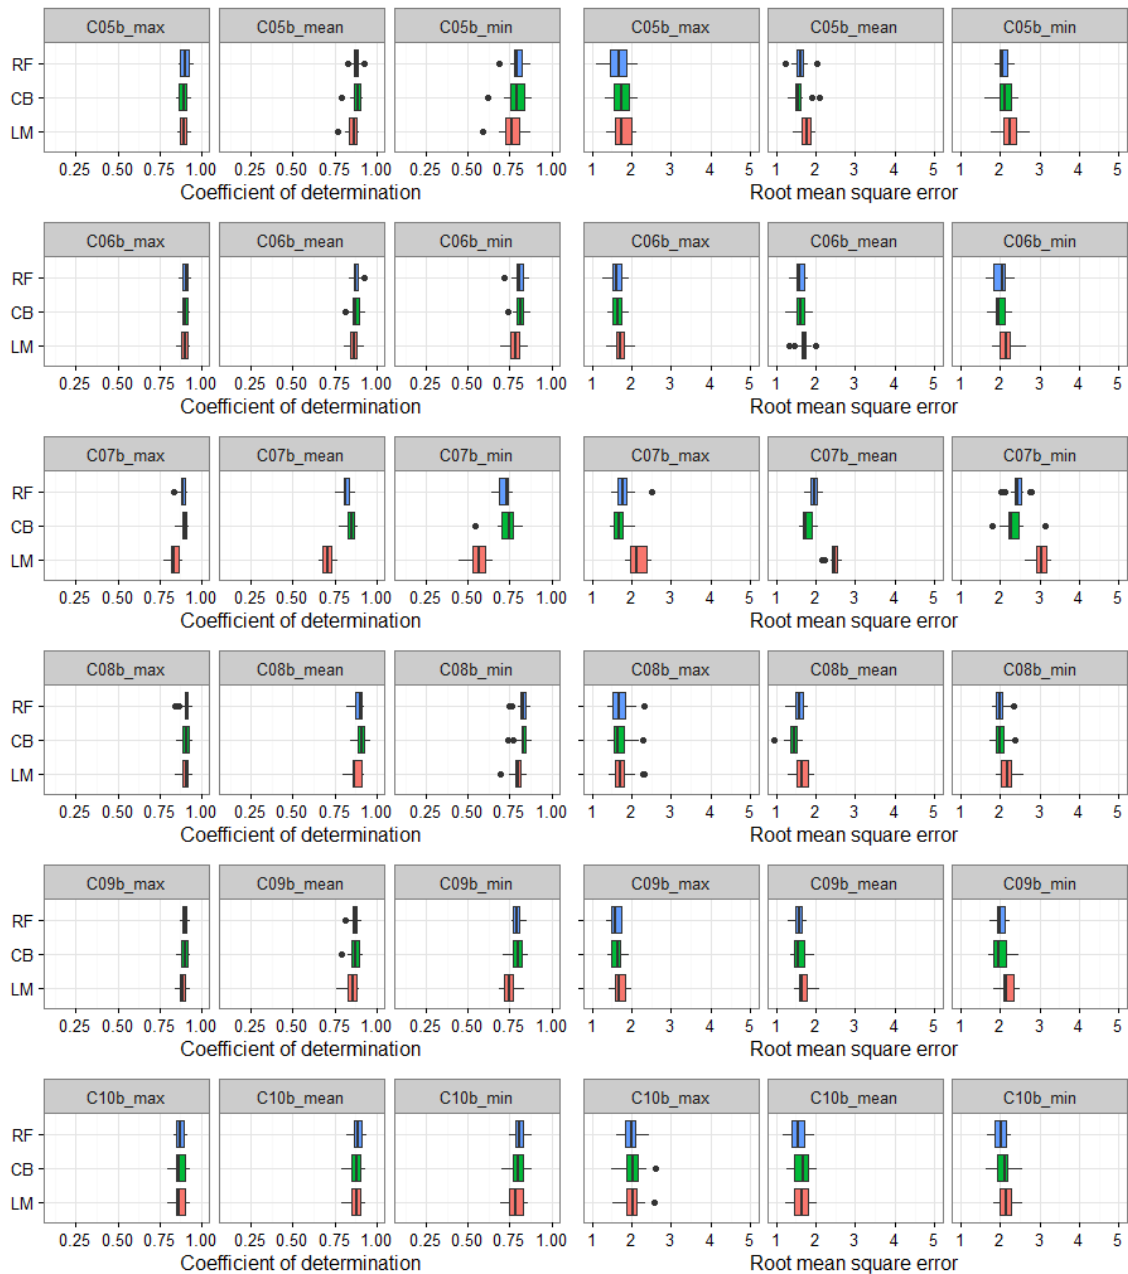 C05b_max C05b_mean C05b_min C05b_max C05b_mean C05b_min
RF
CB
LM
0.25 0.50 0.75 1.00 0.25 0.50 0.75 1.00 0.25 0.50 0.75 1.00 1 2 3 4 5 1 2 3 4 5 1 2 3 4 5
Coefficient of determination Root mean square error
C06b_max C06b_mean C06b_min C06b_max C06b_mean C06b_min
RF
CB
LM
0.25 0.50 0.75 1.00 0.25 0.50 0.75 1.00 0.25 0.50 0.75 1.00 1 2 3 4 5 1 2 3 4 5 1 2 3 4 5
Coefficient of determination Root mean square error
C07b_max C07b_mean C07b_min C07b_max C07b_mean C07b_min
RF
CB
LM
0.25 0.50 0.75 1.00 0.25 0.50 0.75 1.00 0.25 0.50 0.75 1.00 1 2 3 4 5 1 2 3 4 5 1 2 3 4 5
Coefficient of determination Root mean square error
C08b_max C08b_mean C08b_min C08b_max C08b_mean C08b_min
RF
CB
LM
0.25 0.50 0.75 1.00 0.25 0.50 0.75 1.00 0.25 0.50 0.75 1.00 1 2 3 4 5 1 2 3 4 5 1 2 3 4 5
Coefficient of determination Root mean square error
C09b_max C09b_mean C09b_min C09b_max C09b_mean C09b_min
RF
CB
LM
0.25 0.50 0.75 1.00 0.25 0.50 0.75 1.00 0.25 0.50 0.75 1.00 1 2 3 4 5 1 2 3 4 5 1 2 3 4 5
Coefficient of determination Root mean square error
C10b_max C10b_mean C10b_min C10b_max C10b_mean C10b_min
RF
CB
LM
0.25 0.50 0.75 1.00 0.25 0.50 0.75 1.00 0.25 0.50 0.75 1.00 1 2 3 4 5 1 2 3 4 5 1 2 3 4 5
Coefficient of determination Root mean square error